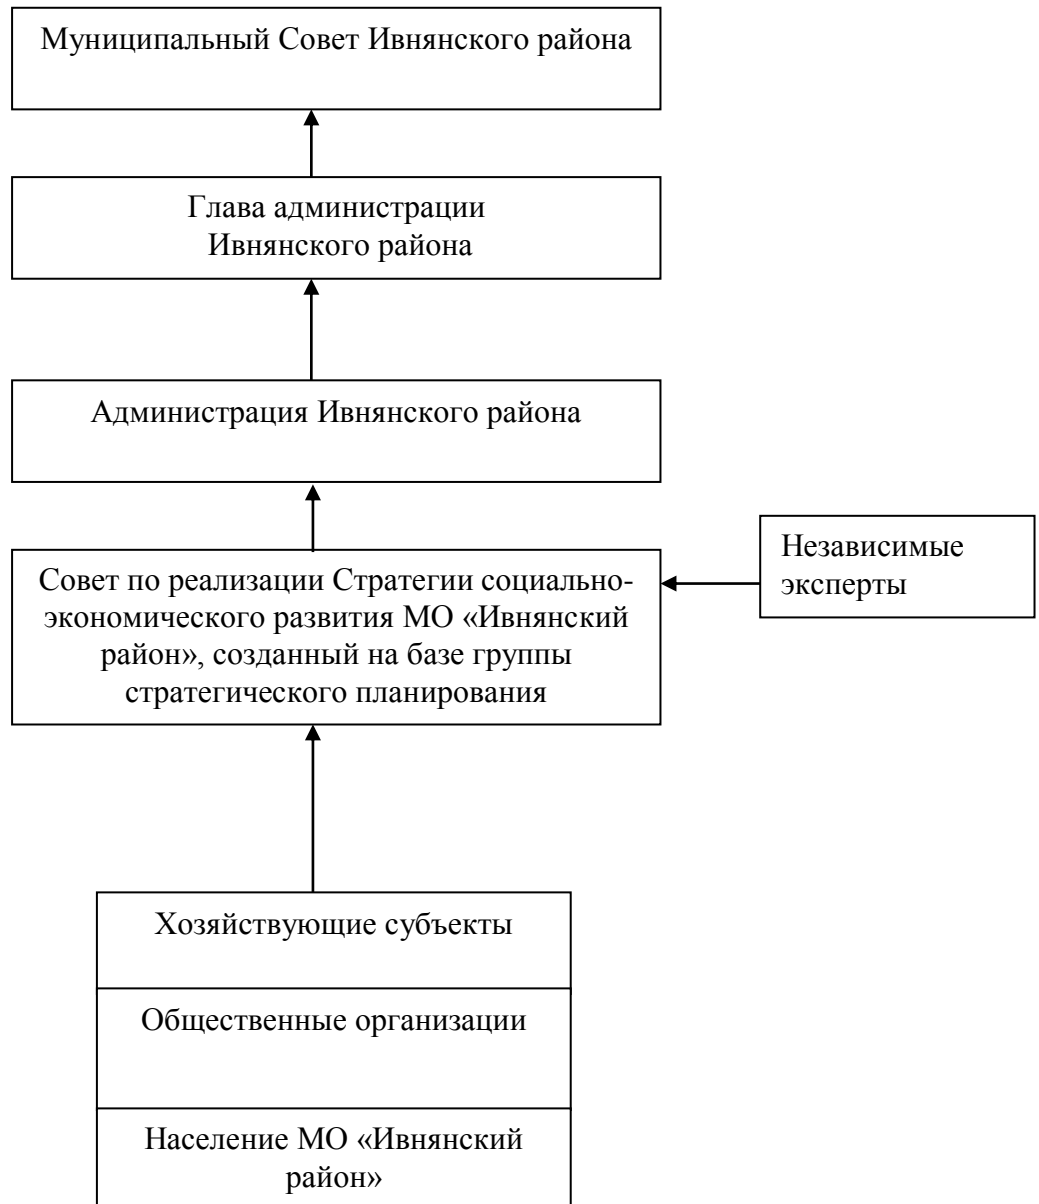 Муниципальный Совет Ивнянского района
Глава администрации
Ивнянского района
Администрация Ивнянского района
Независимые
эксперты
Совет по реализации Стратегии социально-
экономического развития МО «Ивнянский
район», созданный на базе группы
стратегического планирования
Хозяйствующие субъекты
Общественные организации
Население МО «Ивнянский
район»